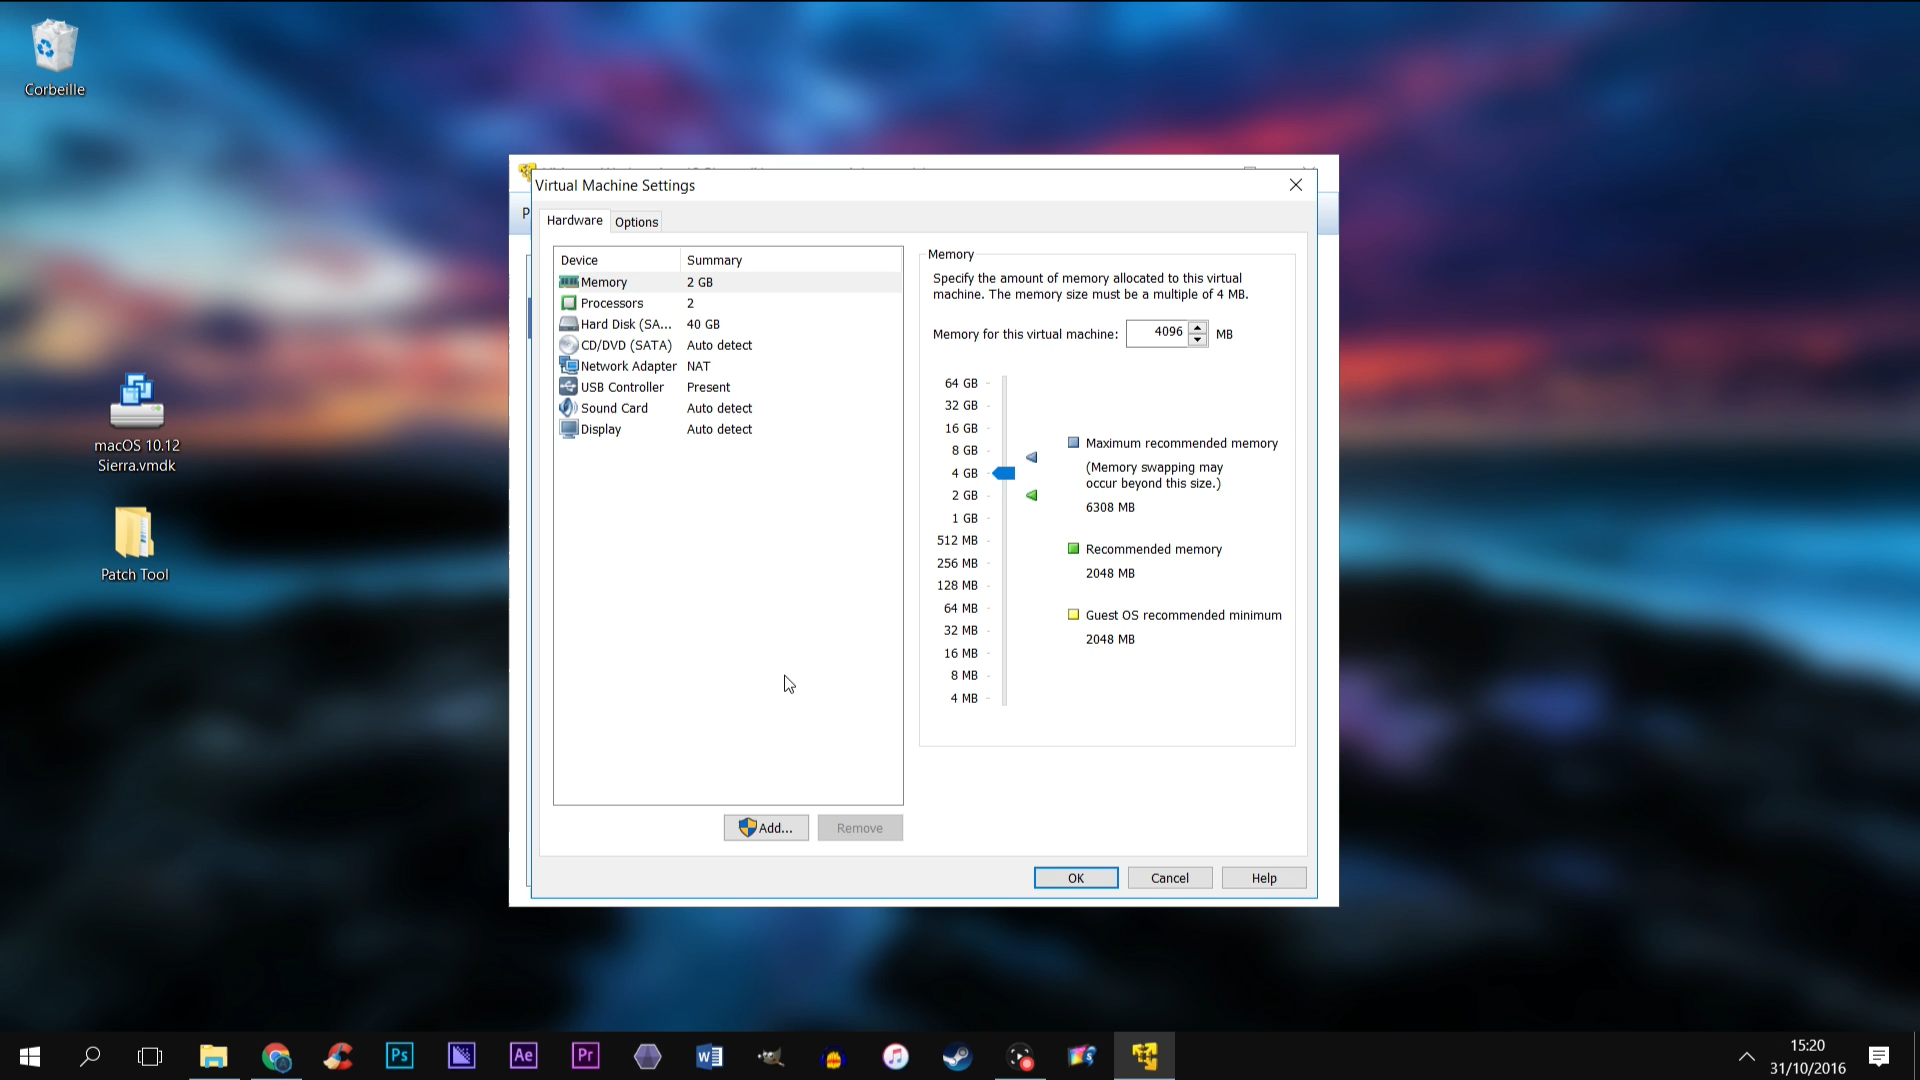 Corbeille
macOS 10.12
Sierra.vmdk
Patch Tool
P
Virtual Machine Settings
Hardware
Options
Device
Summary
Memory
2 GB
Processors
2
Hard Disk (SA...
40 GB
CD/DVD (SATA)
Auto detect
Network Adapter
NAT
USB Controller
Present
Sound Card
Auto detect
Display
Auto detect
Add...
Remove
Memory
Specify the amount of memory allocated to this virtual
machine. The memory size must be a multiple of 4 MB.
Memory for this virtual machine:
4096
MB
64 GB
32 GB
16 GB
8 GB
4 GB
2 GB
1 GB
512 MB
256 MB
128 MB
64 MB
32 MB
16 MB
8 MB
4 MB
Maximum recommended memory
(Memory swapping may
occur beyond this size.)
6308 MB
Recommended memory
2048 MB
Guest OS recommended minimum
2048 MB
OK
Cancel
Help
Ps
Ae
Pr
W
S
15:20
31/10/2016